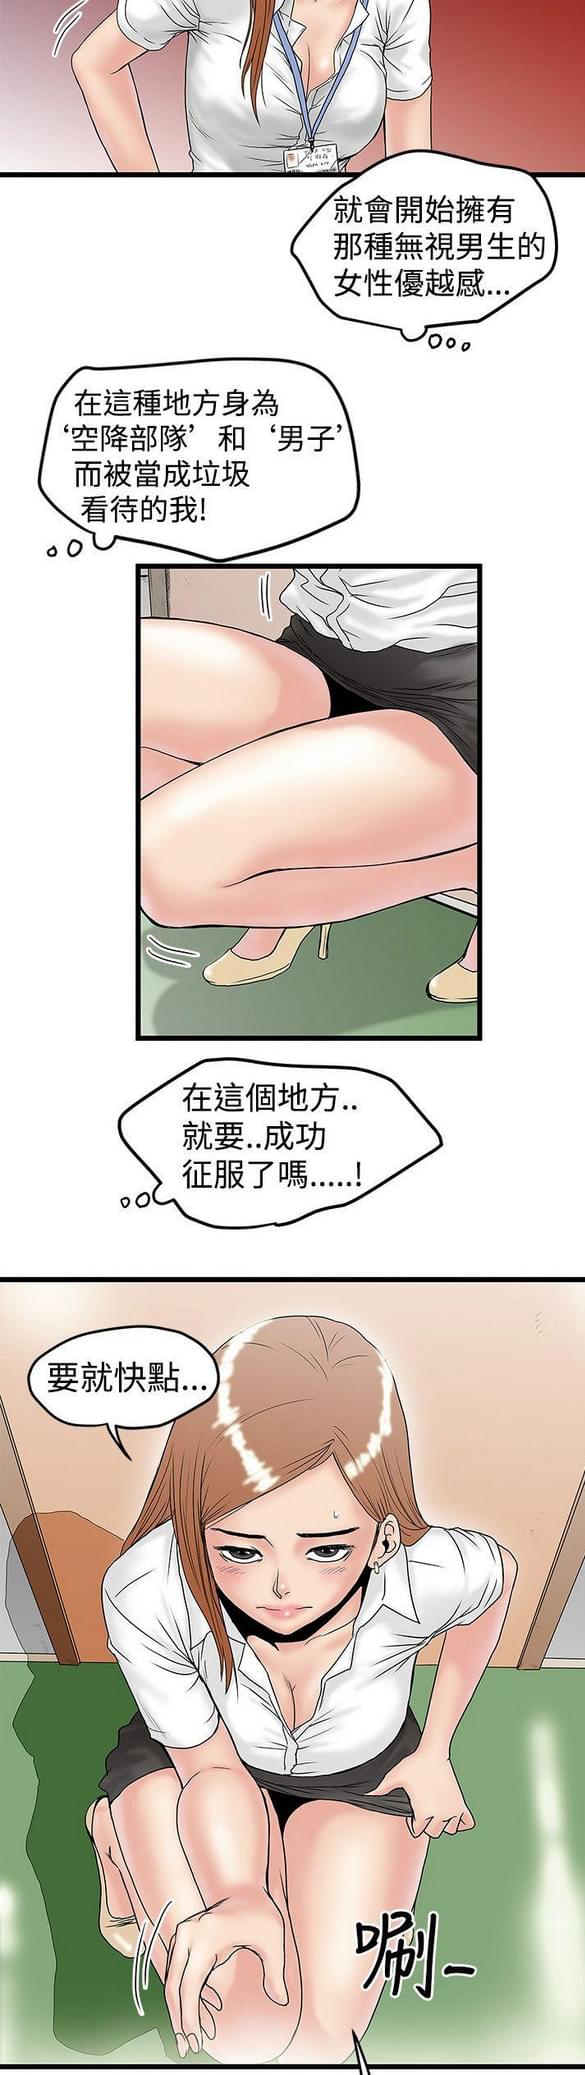 就會開始擁有
那種無視男生的
女性優越感...
在這種地方身為
‘空降部隊’ 和 ‘男子’
而被當成垃圾
看待的我!
在這個地方..
就要..成功
征服了嗎.....!
要就快點...
唰-